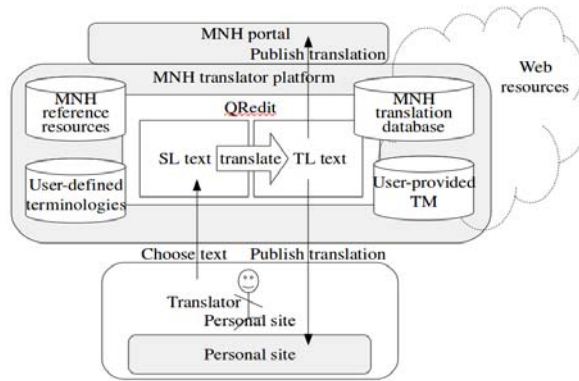 MNH portal
Publish translation
MNH translator platform
Web
resources
MNH
reference
resources
QRedit
MNH
translation
database
SL text
translate
TL text
User-defined
terminologies
User-provided
TM
Choose text
Publish translation
Translator
Personal site
Personal site